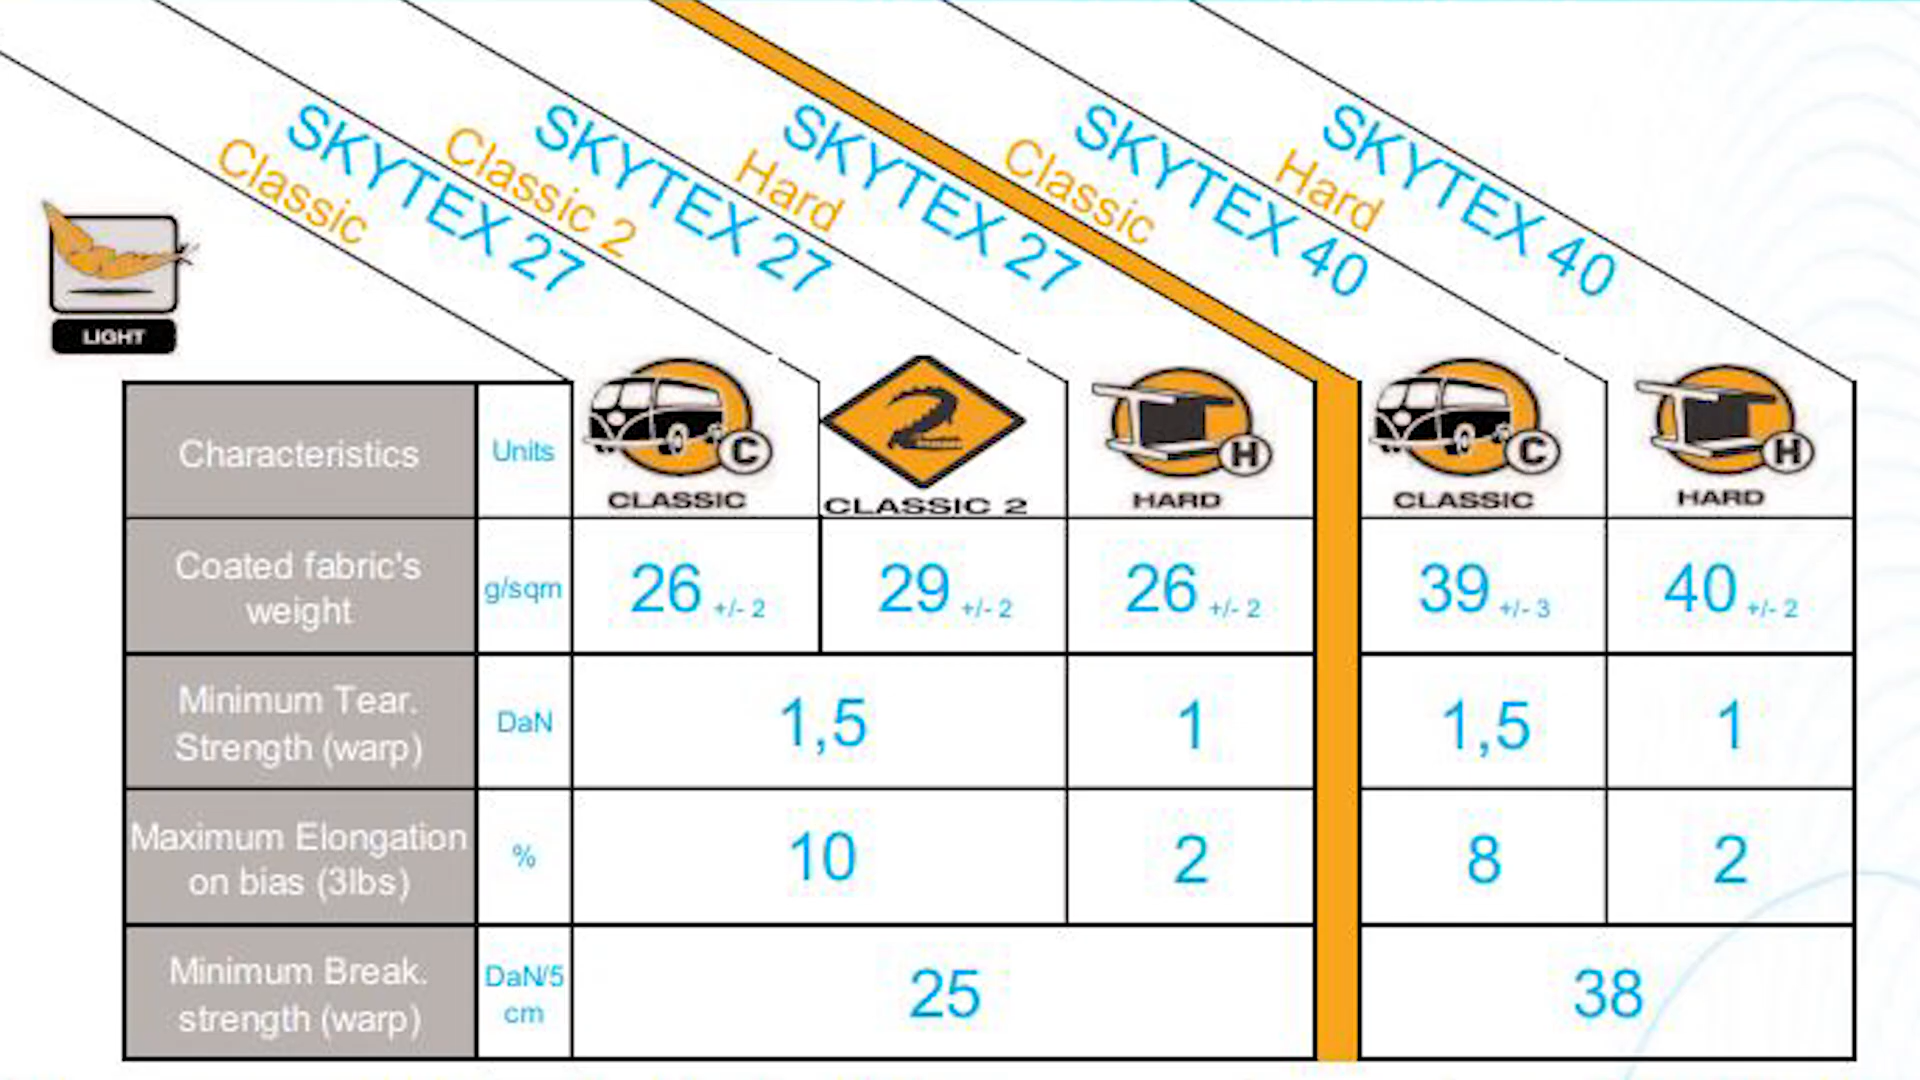 SKYTEX 27
Classic
SKYTEX 27
Classic 2
SKYTEX 27
Hard
SKYTEX 40
Classic
SKYTEX 40
Hard
LIGHT
Characteristics
Units
C
CLASSIC
2
CLASSIC 2
H
HARD
C
CLASSIC
H
HARD
Coated fabric's
weight
g/sqm
26 +/- 2
29 +/- 2
26 +/- 2
39 +/- 3
40 +/- 2
Minimum Tear.
Strength (warp)
DaN
1,5
1
1,5
1
Maximum Elongation
on bias (3lbs)
%
10
2
8
2
Minimum Break.
strength (warp)
DaN/5
cm
25
38